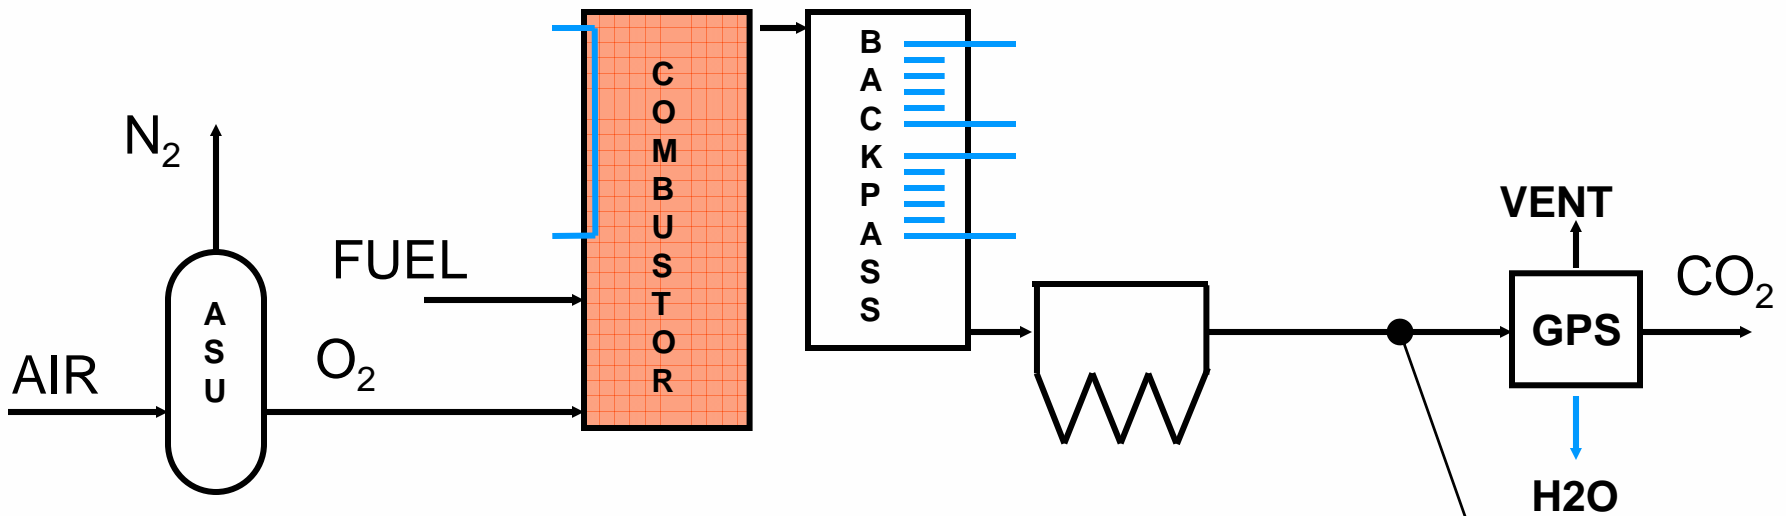 N2
AIR
ASU
O2
FUEL
COMBUSTOR
BACKPASS
VENT
GPS
CO2
H2O